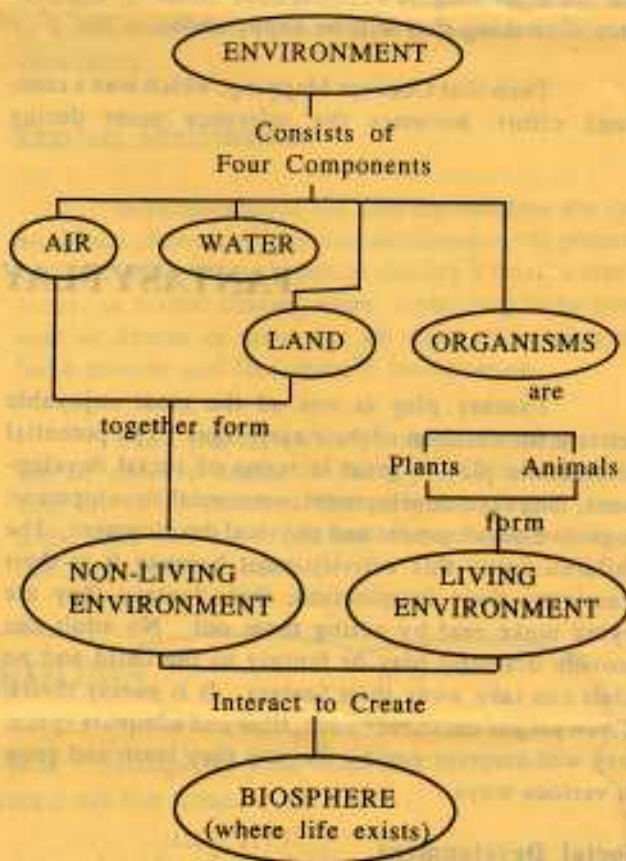 ENVIRONMENT
Consists of
Four Components
AIR
WATER
LAND
ORGANISMS
are
together form
Plants Animals
form
NON-LIVING
ENVIRONMENT
LIVING
ENVIRONMENT
Interact to Create
BIOSPHERE
(where life exists)